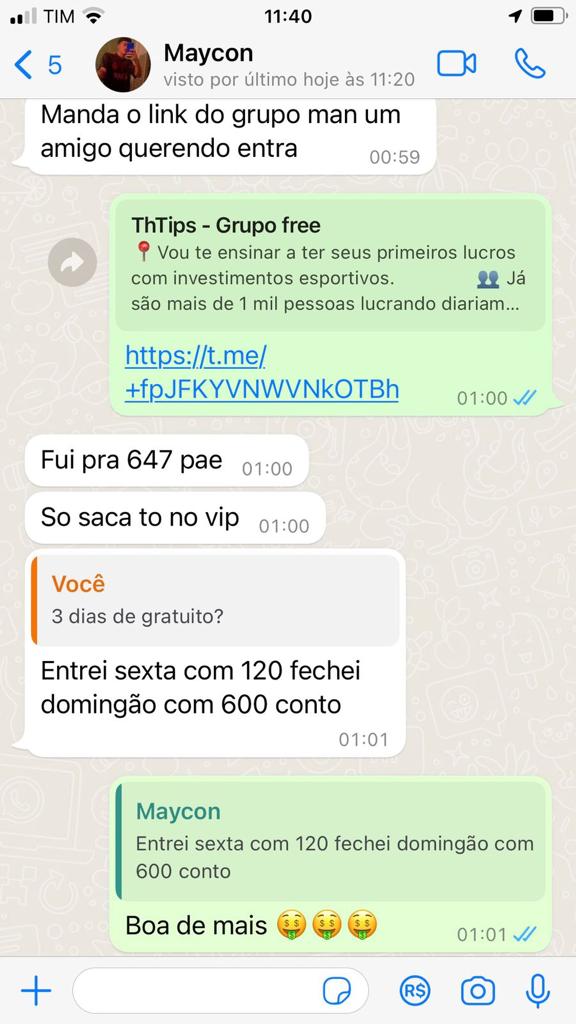 TIM
11:40
5
Maycon
visto por último hoje às 11:20
Manda o link do grupo man um
amigo querendo entra
00:59
ThTips - Grupo free
📍Vou te ensinar a ter seus primeiros lucros
com investimentos esportivos. 👥 Já
são mais de 1 mil pessoas lucrando diariam...
https://t.me/
+fpJFKYVNWVNkOTBh
01:00
Fui pra 647 pae
01:00
So saca to no vip
01:00
Você
3 dias de gratuito?
Entrei sexta com 120 fechei
domingão com 600 conto
01:01
Maycon
Entrei sexta com 120 fechei domingão com
600 conto
Boa de mais 🤑🤑🤑
01:01
R$